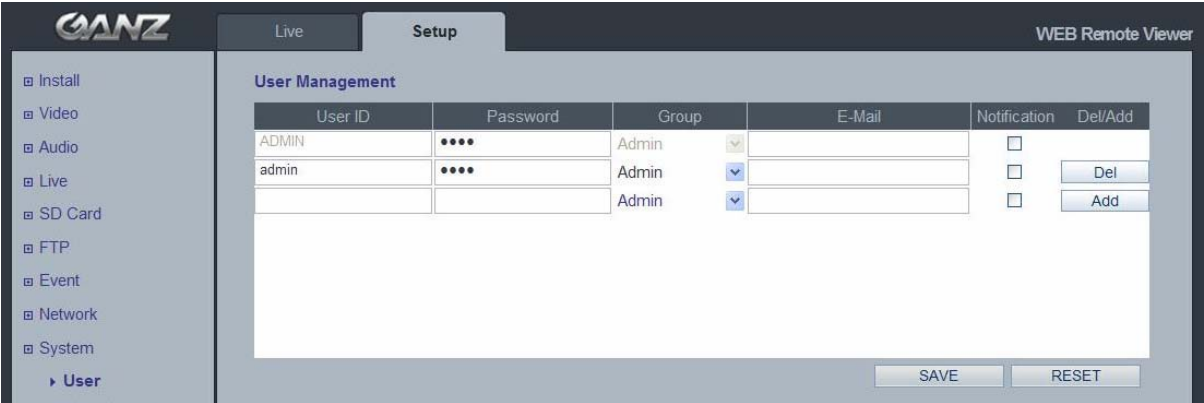 GANZ
Live
Setup
WEB Remote Viewer
Install
Video
Audio
Live
SD Card
FTP
Event
Network
System
User
User Management
User ID Password Group E-Mail Notification Del/Add
ADMIN •••• Admin
admin •••• Admin Del
Admin Add
SAVE RESET